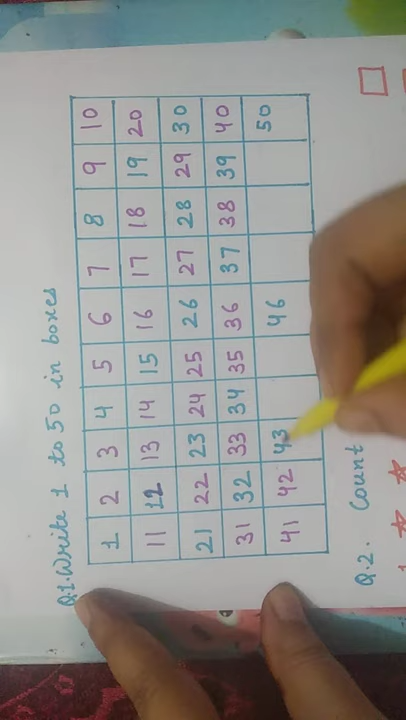 Q.1. Write 1 to 50 in boxes
1 2 3 4 5 6 7 8 9 10
11 12 13 14 15 16 17 18 19 20
21 22 23 24 25 26 27 28 29 30
31 32 33 34 35 36 37 38 39 40
41 42 43 46 50
Q.2. Count